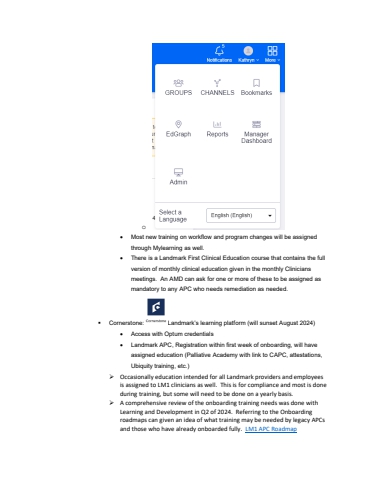 5
Notifications Kathryn More
GROUPS CHANNELS Bookmarks
EdGraph Reports Manager
Dashboard
Admin
4
Select a
Language English (English)
• Most new training on workflow and program changes will be assigned
through Mylearning as well.
• There is a Landmark First Clinical Education course that contains the full
version of monthly clinical education given in the monthly Clinicians
meetings. An AMD can ask for one or more of these to be assigned as
mandatory to any APC who needs remediation as needed.
• Cornerstone: Cornerstone Landmark's learning platform (will sunset August 2024)
• Access with Optum credentials
• Landmark APC, Registration within first week of onboarding, will have
assigned education (Palliative Academy with link to CAPC, attestations,
Ubiquity training, etc.)
➢ Occasionally education intended for all Landmark providers and employees
is assigned to LM1 clinicians as well. This is for compliance and most is done
during training, but some will need to be done on a yearly basis.
➢ A comprehensive review of the onboarding training needs was done with
Learning and Development in Q2 of 2024. Referring to the Onboarding
roadmaps can given an idea of what training may be needed by legacy APCs
and those who have already onboarded fully. LM1 APC Roadmap